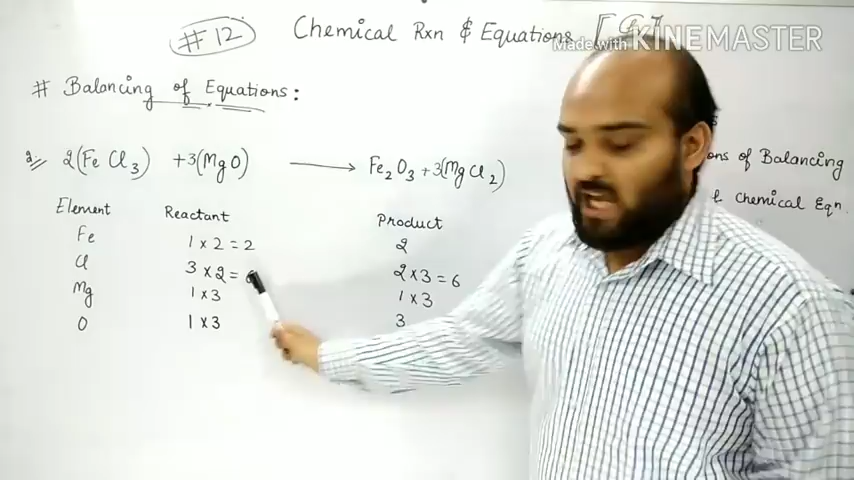 #12 Chemical Rxn & Equations
Made with KINEMASTER
# Balancing of Equations:
2(FeCl₃) + 3(MgO) ⟶ Fe₂O₃ + 3(MgCl₂)
ons of Balancing
Chemical Eqn.
Element Reactant Product
Fe 1 × 2 = 2 2
Cl 3 × 2 = 2 × 3 = 6
Mg 1 × 3 1 × 3
O 1 × 3 3